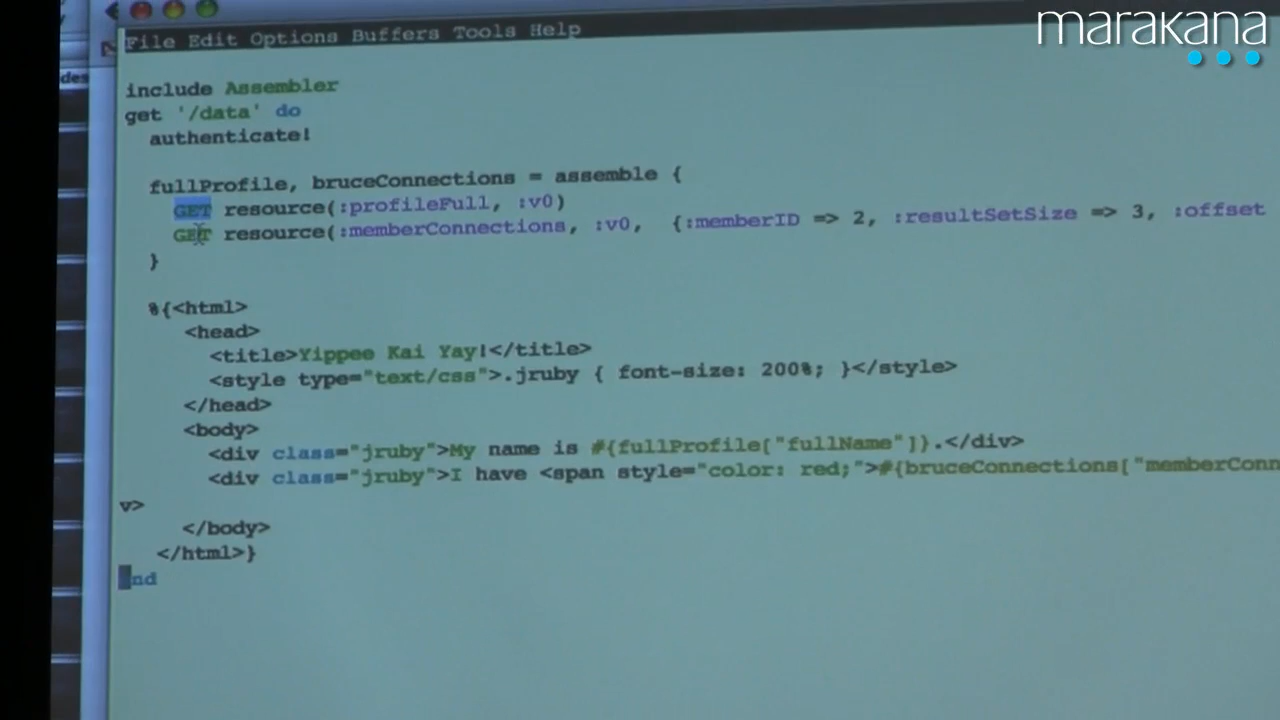 marakana
File Edit Options Buffers Tools Help
des
include Assembler
get '/data' do
authenticate!
fullProfile, bruceConnections = assemble {
GET resource(:profileFull, :v0)
GET resource(:memberConnections, :v0, {:memberID => 2, :resultSetSize => 3, :offset
}
%{<html>
<head>
<title>Yippee Kai Yay!</title>
<style type="text/css">.jruby { font-size: 200%; }</style>
</head>
<body>
<div class="jruby">My name is #{fullProfile["fullName"]}.</div>
<div class="jruby">I have <span style="color: red;">#{bruceConnections["memberConn
v>
</body>
</html>}
end